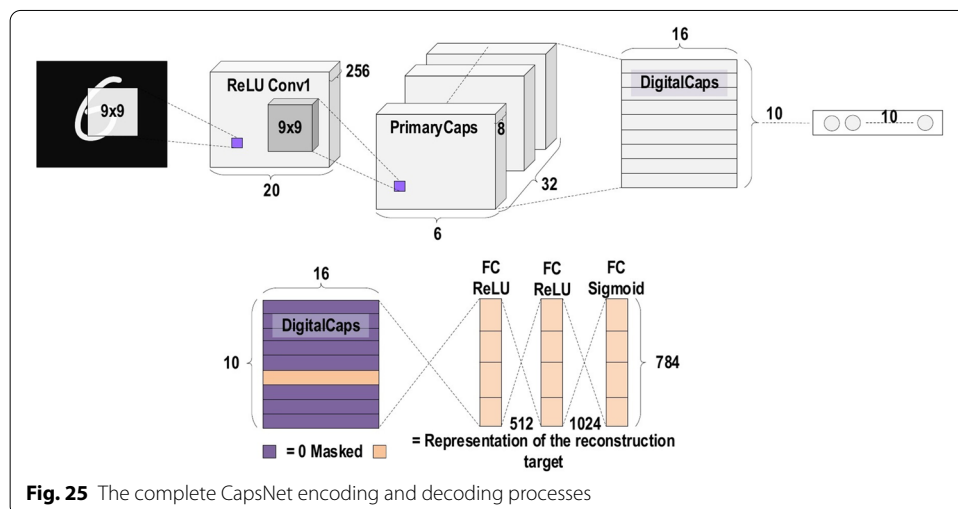 16
256
ReLU Conv1
DigitalCaps
9x9
9x9
PrimaryCaps
8
10
10
20
32
6
16
FC
ReLU
FC
ReLU
FC
Sigmoid
DigitalCaps
10
784
512
1024
= 0 Masked
= Representation of the reconstruction
target
Fig. 25 The complete CapsNet encoding and decoding processes